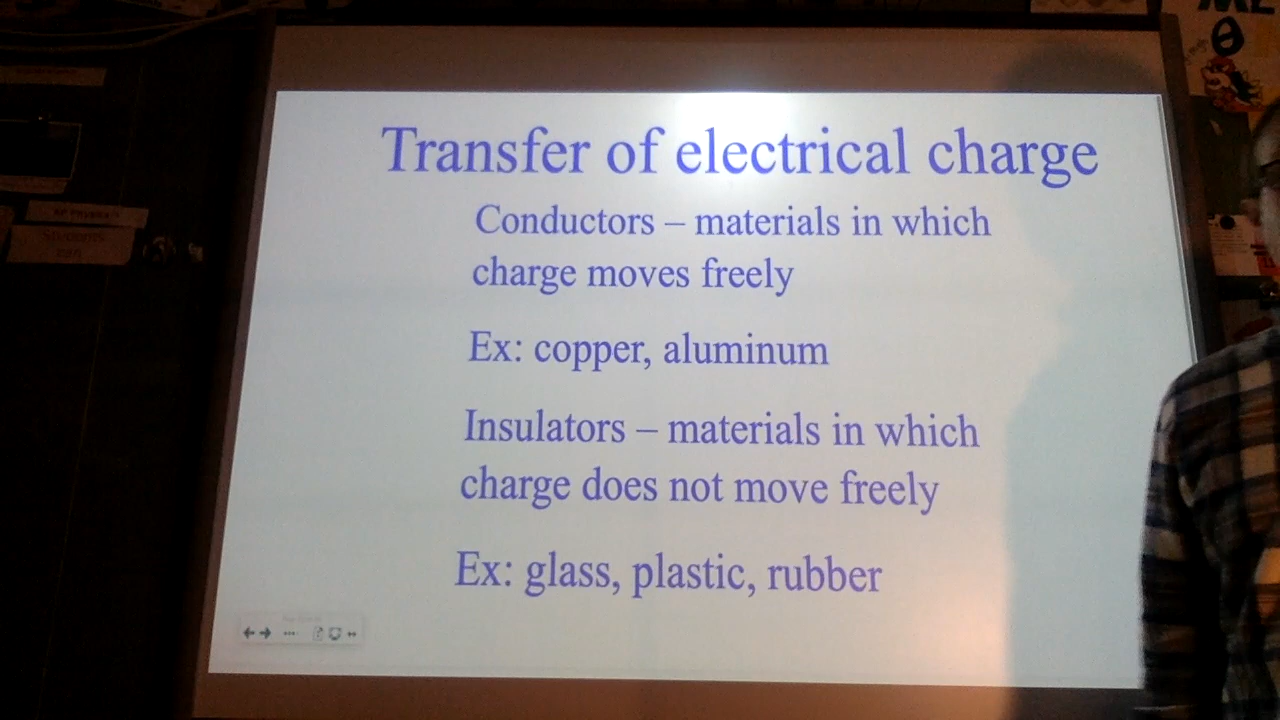 Transfer of electrical charge
Conductors – materials in which
charge moves freely
Ex: copper, aluminum
Insulators – materials in which
charge does not move freely
Ex: glass, plastic, rubber